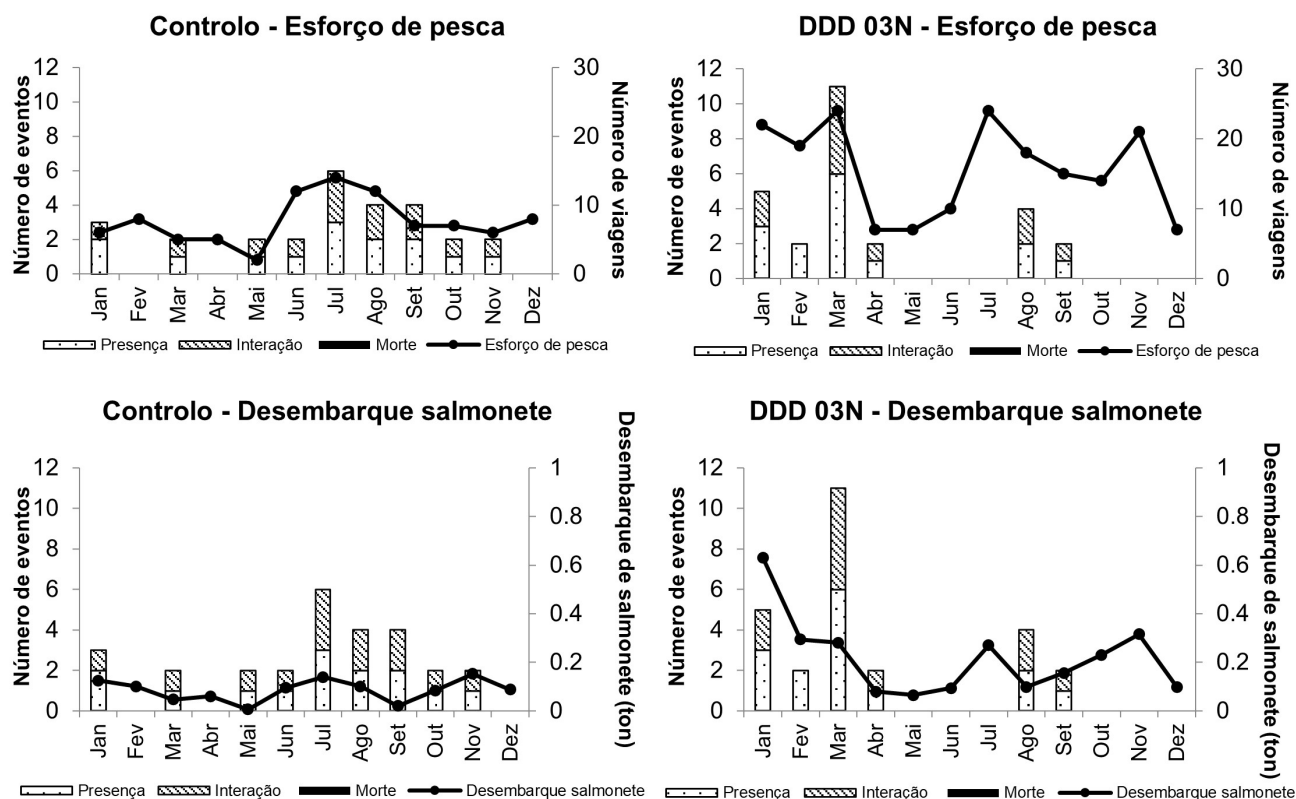 Controlo - Esforço de pesca
Número de eventos
12
10
8
6
4
2
0
30
20
10
0
Número de viagens
Jan Fev Mar Abr Mai Jun Jul Ago Set Out Nov Dez
Presença Interação Morte Esforço de pesca
DDD 03N - Esforço de pesca
Número de eventos
12
10
8
6
4
2
0
30
20
10
0
Número de viagens
Jan Fev Mar Abr Mai Jun Jul Ago Set Out Nov Dez
Presença Interação Morte Esforço de pesca
Controlo - Desembarque salmonete
Número de eventos
12
10
8
6
4
2
0
1
0.8
0.6
0.4
0.2
0
Desembarque de salmonete (ton)
Jan Fev Mar Abr Mai Jun Jul Ago Set Out Nov Dez
Presença Interação Morte Desembarque salmonete
DDD 03N - Desembarque salmonete
Número de eventos
12
10
8
6
4
2
0
1
0.8
0.6
0.4
0.2
0
Desembarque de salmonete (ton)
Jan Fev Mar Abr Mai Jun Jul Ago Set Out Nov Dez
Presença Interação Morte Desembarque salmonete